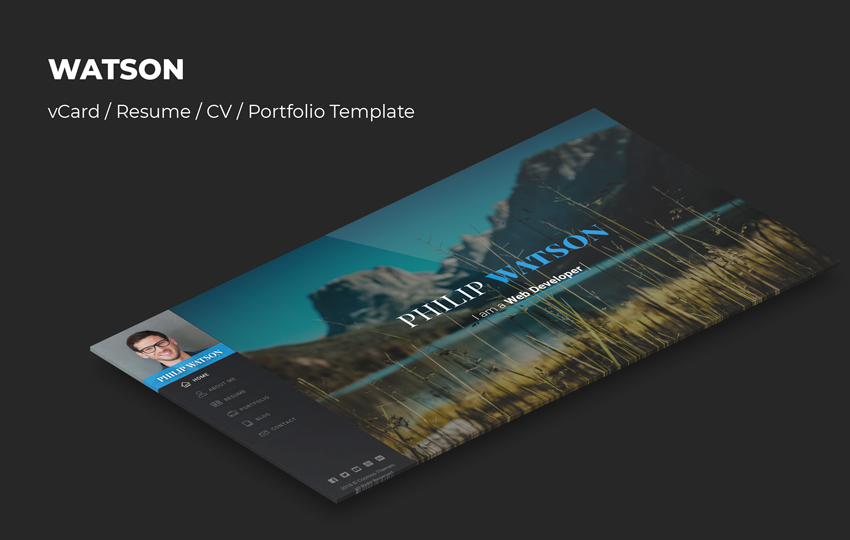 WATSON
vCard / Resume / CV / Portfolio Template
PHILIP WATSON
I am a Web Developer
PHILIP WATSON
HOME
ABOUT ME
RESUME
PORTFOLIO
BLOG
CONTACT